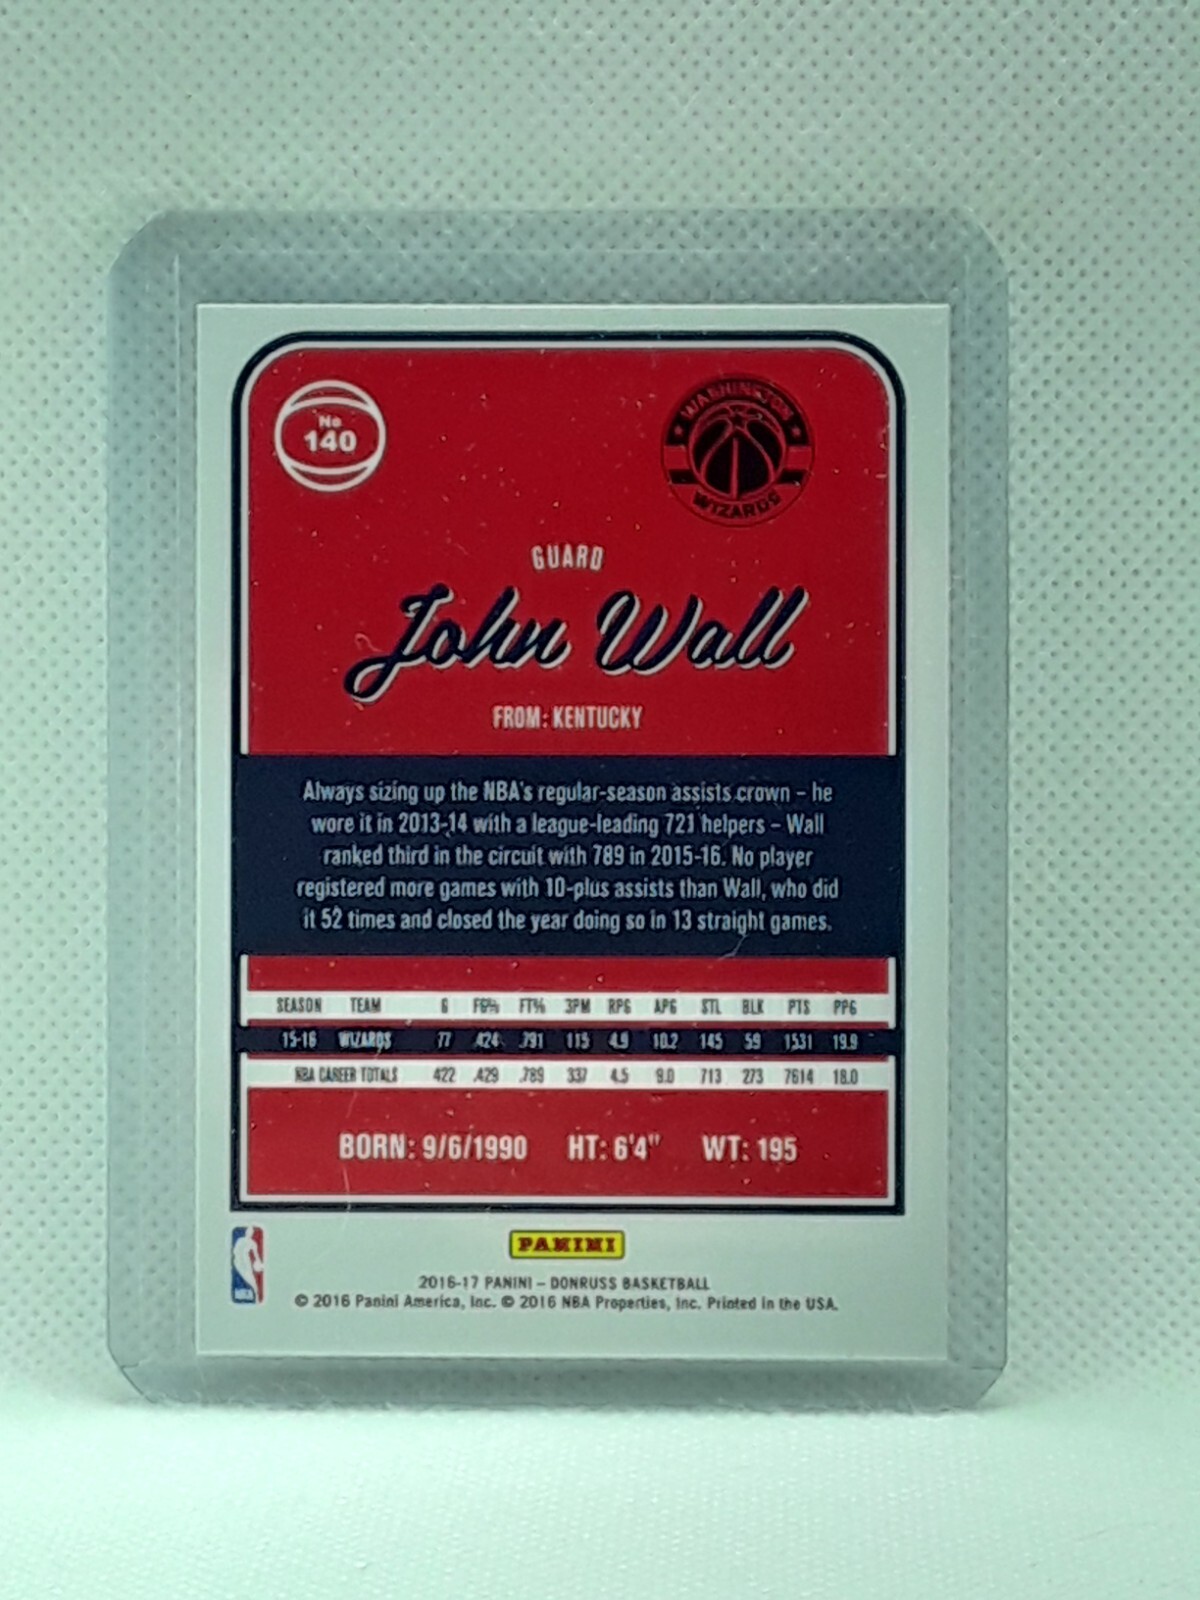 No
140
WASHINGTON
WIZARDS
GUARD
John Wall
FROM: KENTUCKY
Always sizing up the NBA's regular-season assists crown – he
wore it in 2013-14 with a league-leading 721 helpers – Wall
ranked third in the circuit with 789 in 2015-16. No player
registered more games with 10-plus assists than Wall, who did
it 52 times and closed the year doing so in 13 straight games.
SEASON TEAM G FG% FT% 3PM RPG APG STL BLK PTS PPG
15-16 WIZARDS 77 .424 .791 115 4.9 10.2 145 59 1531 19.9
NBA CAREER TOTALS 422 .429 .789 337 4.5 9.0 713 273 7614 18.0
BORN: 9/6/1990 HT: 6'4" WT: 195
NBA
PANINI
2016-17 PANINI – DONRUSS BASKETBALL
© 2016 Panini America, Inc. © 2016 NBA Properties, Inc. Printed in the USA.